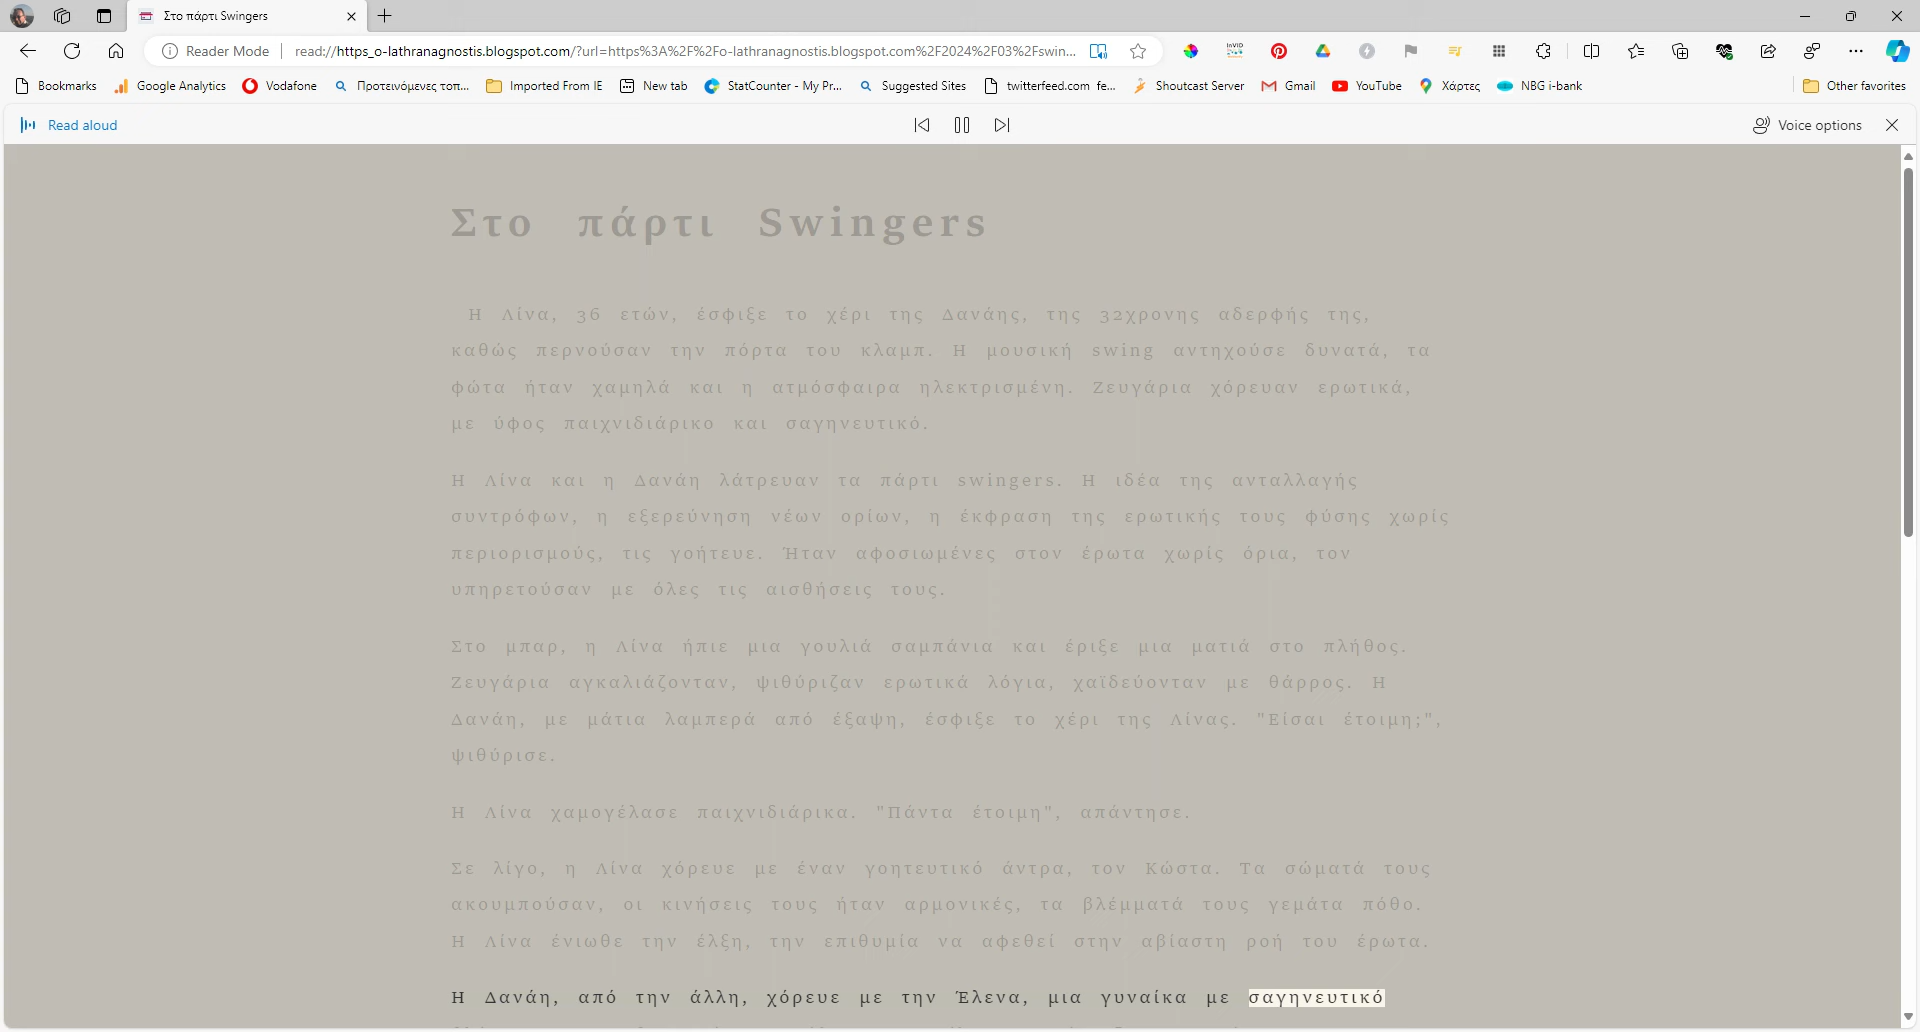 Στο πάρτι Swingers
Reader Mode
read://https_o-lathranagnostis.blogspot.com/?url=https%3A%2F%2Fo-lathranagnostis.blogspot.com%2F2024%2F03%2Fswin...
InVID
Bookmarks
Google Analytics
Vodafone
Προτεινόμενες τοπ...
Imported From IE
New tab
StatCounter - My Pr...
Suggested Sites
twitterfeed.com fe...
Shoutcast Server
Gmail
YouTube
Χάρτες
NBG i-bank
Other favorites
Read aloud
Voice options
Στο πάρτι Swingers
Η Λίνα, 36 ετών, έσφιξε το χέρι της Δανάης, της 32χρονης αδερφής της,
καθώς περνούσαν την πόρτα του κλαμπ. Η μουσική swing αντηχούσε δυνατά, τα
φώτα ήταν χαμηλά και η ατμόσφαιρα ηλεκτρισμένη. Ζευγάρια χόρευαν ερωτικά,
με ύφος παιχνιδιάρικο και σαγηνευτικό.
Η Λίνα και η Δανάη λάτρευαν τα πάρτι swingers. Η ιδέα της ανταλλαγής
συντρόφων, η εξερεύνηση νέων ορίων, η έκφραση της ερωτικής τους φύσης χωρίς
περιορισμούς, τις γοήτευε. Ήταν αφοσιωμένες στον έρωτα χωρίς όρια, τον
υπηρετούσαν με όλες τις αισθήσεις τους.
Στο μπαρ, η Λίνα ήπιε μια γουλιά σαμπάνια και έριξε μια ματιά στο πλήθος.
Ζευγάρια αγκαλιάζονταν, ψιθύριζαν ερωτικά λόγια, χαϊδεύονταν με θάρρος. Η
Δανάη, με μάτια λαμπερά από έξαψη, έσφιξε το χέρι της Λίνας. "Είσαι έτοιμη;",
ψιθύρισε.
Η Λίνα χαμογέλασε παιχνιδιάρικα. "Πάντα έτοιμη", απάντησε.
Σε λίγο, η Λίνα χόρευε με έναν γοητευτικό άντρα, τον Κώστα. Τα σώματά τους
ακουμπούσαν, οι κινήσεις τους ήταν αρμονικές, τα βλέμματά τους γεμάτα πόθο.
Η Λίνα ένιωθε την έλξη, την επιθυμία να αφεθεί στην αβίαστη ροή του έρωτα.
Η Δανάη, από την άλλη, χόρευε με την Έλενα, μια γυναίκα με σαγηνευτικό